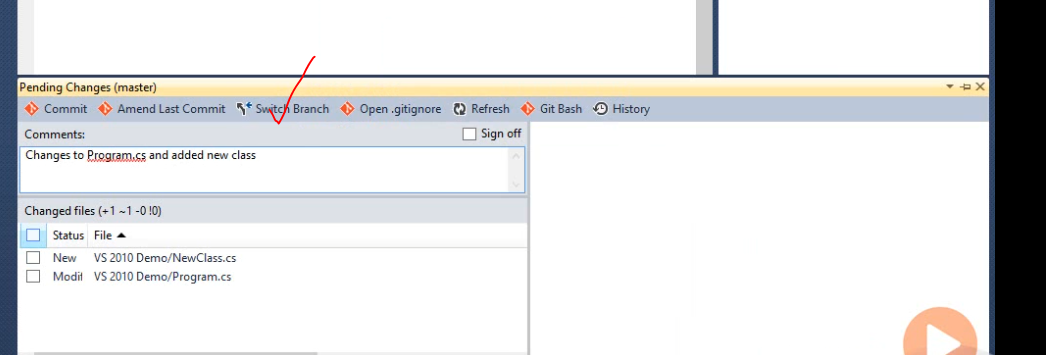 Pending Changes (master)
Commit Amend Last Commit Switch Branch Open .gitignore Refresh Git Bash History
Comments: Sign off
Changes to Program.cs and added new class
Changed files (+1 ~1 -0 !0)
Status File
New VS 2010 Demo/NewClass.cs
Modif VS 2010 Demo/Program.cs